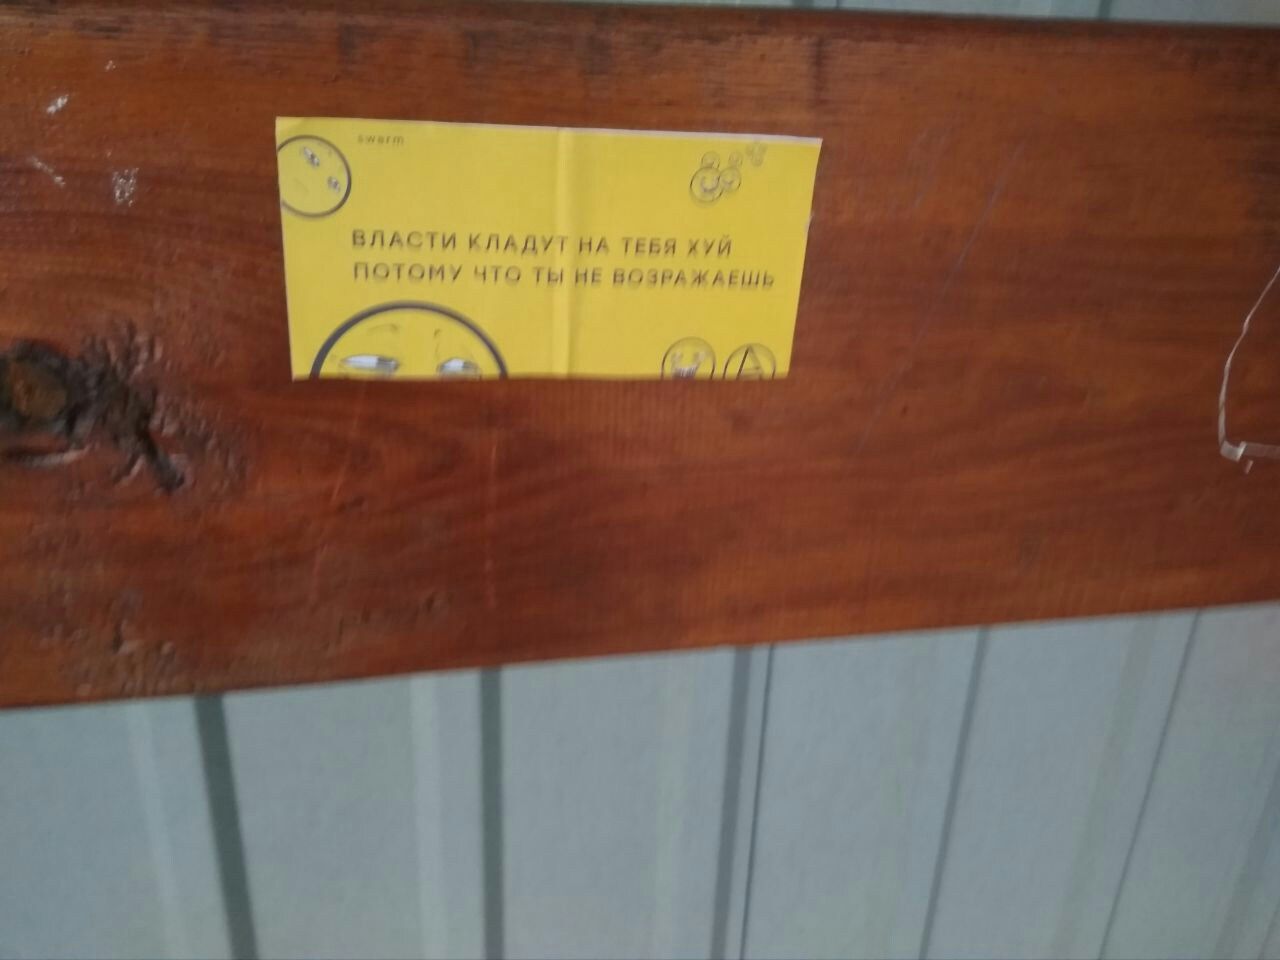 swarm
ВЛАСТИ КЛАДУТ НА ТЕБЯ ХУЙ
ПОТОМУ ЧТО ТЫ НЕ ВОЗРАЖАЕШЬ